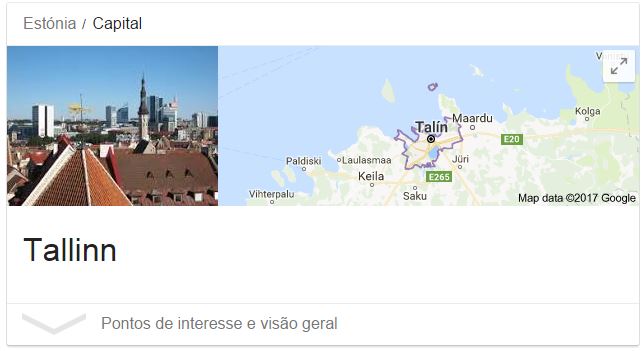 Estónia / Capital
Talín
Maardu
Kolga
E20
Paldiski
Laulasmaa
Jüri
Keila
E265
Vihterpalu
Saku
Map data ©2017 Google
Tallinn
Pontos de interesse e visão geral